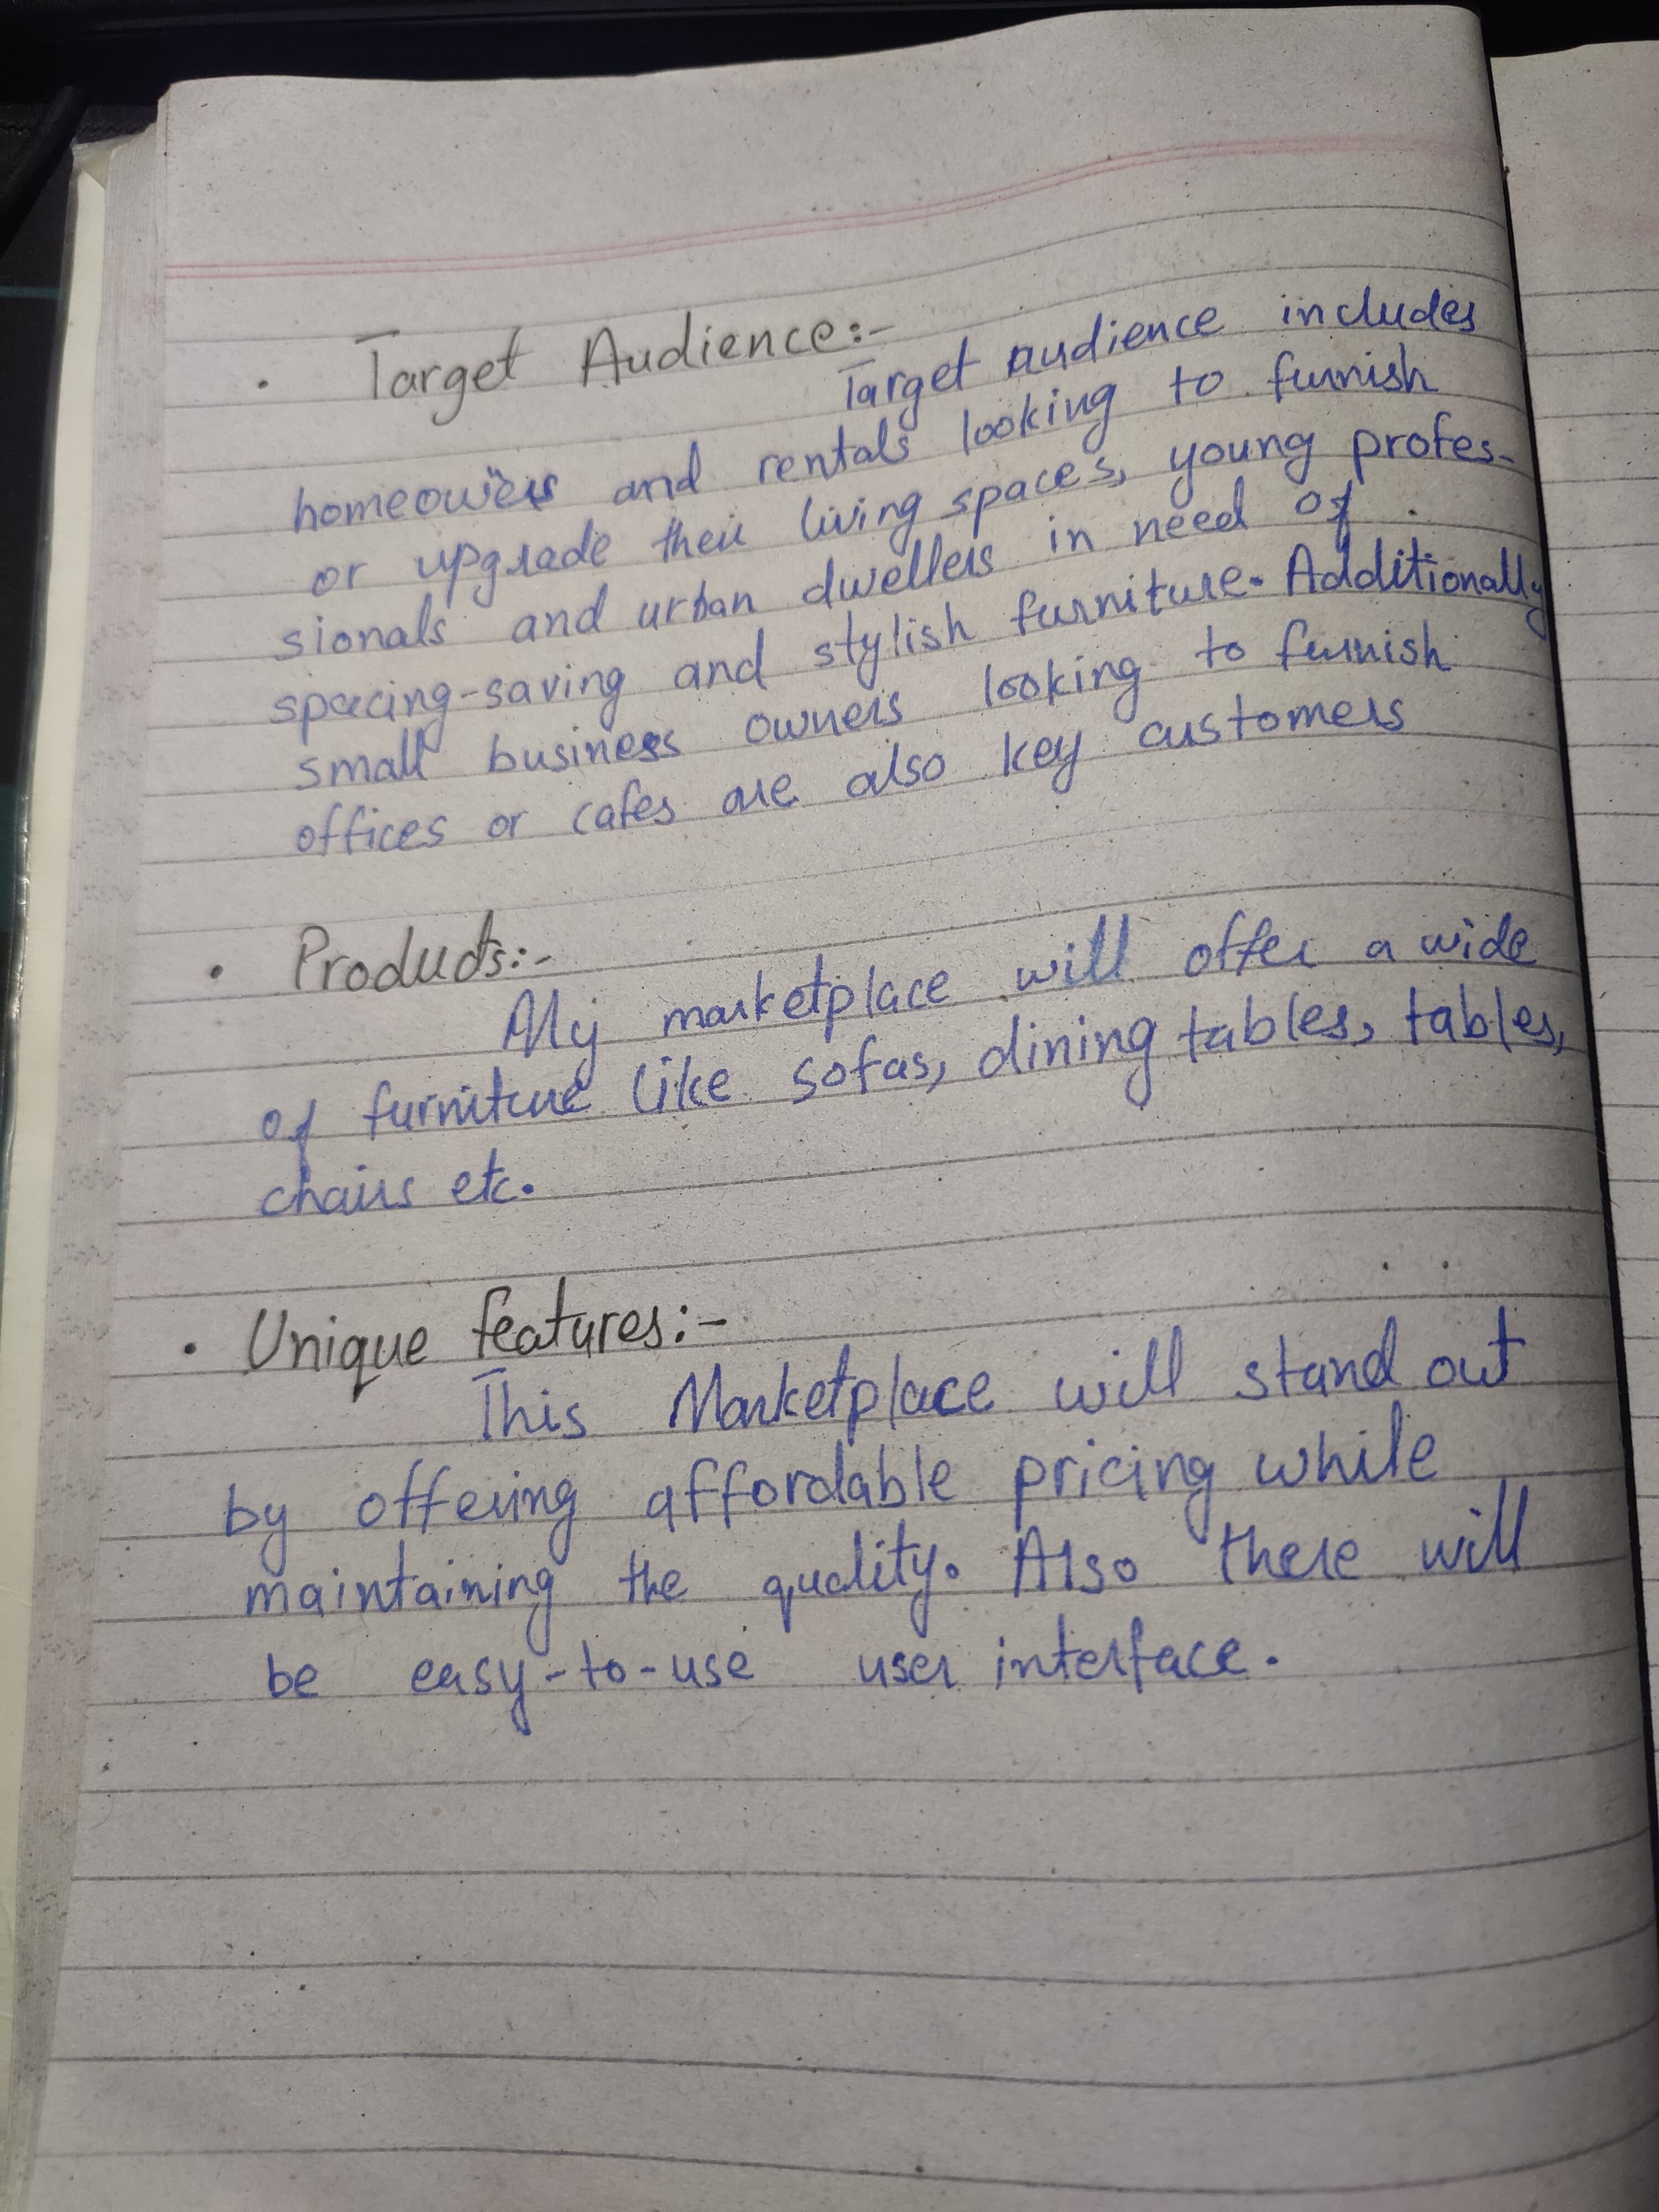 • Target Audience:-
Target audience includes
homeowners and rentals looking to furnish
or upgrade their living spaces, young profes-
sionals and urban dwellers in need of
spacing-saving and stylish furniture. Additionally
small business owners looking to furnish
offices or cafes are also key customers
• Products:-
My marketplace will offer a wide
of furniture like sofas, dining tables, tables,
chairs etc.
• Unique features:-
This Marketplace will stand out
by offering affordable pricing while
maintaining the quality. Also there will
be easy-to-use user interface.